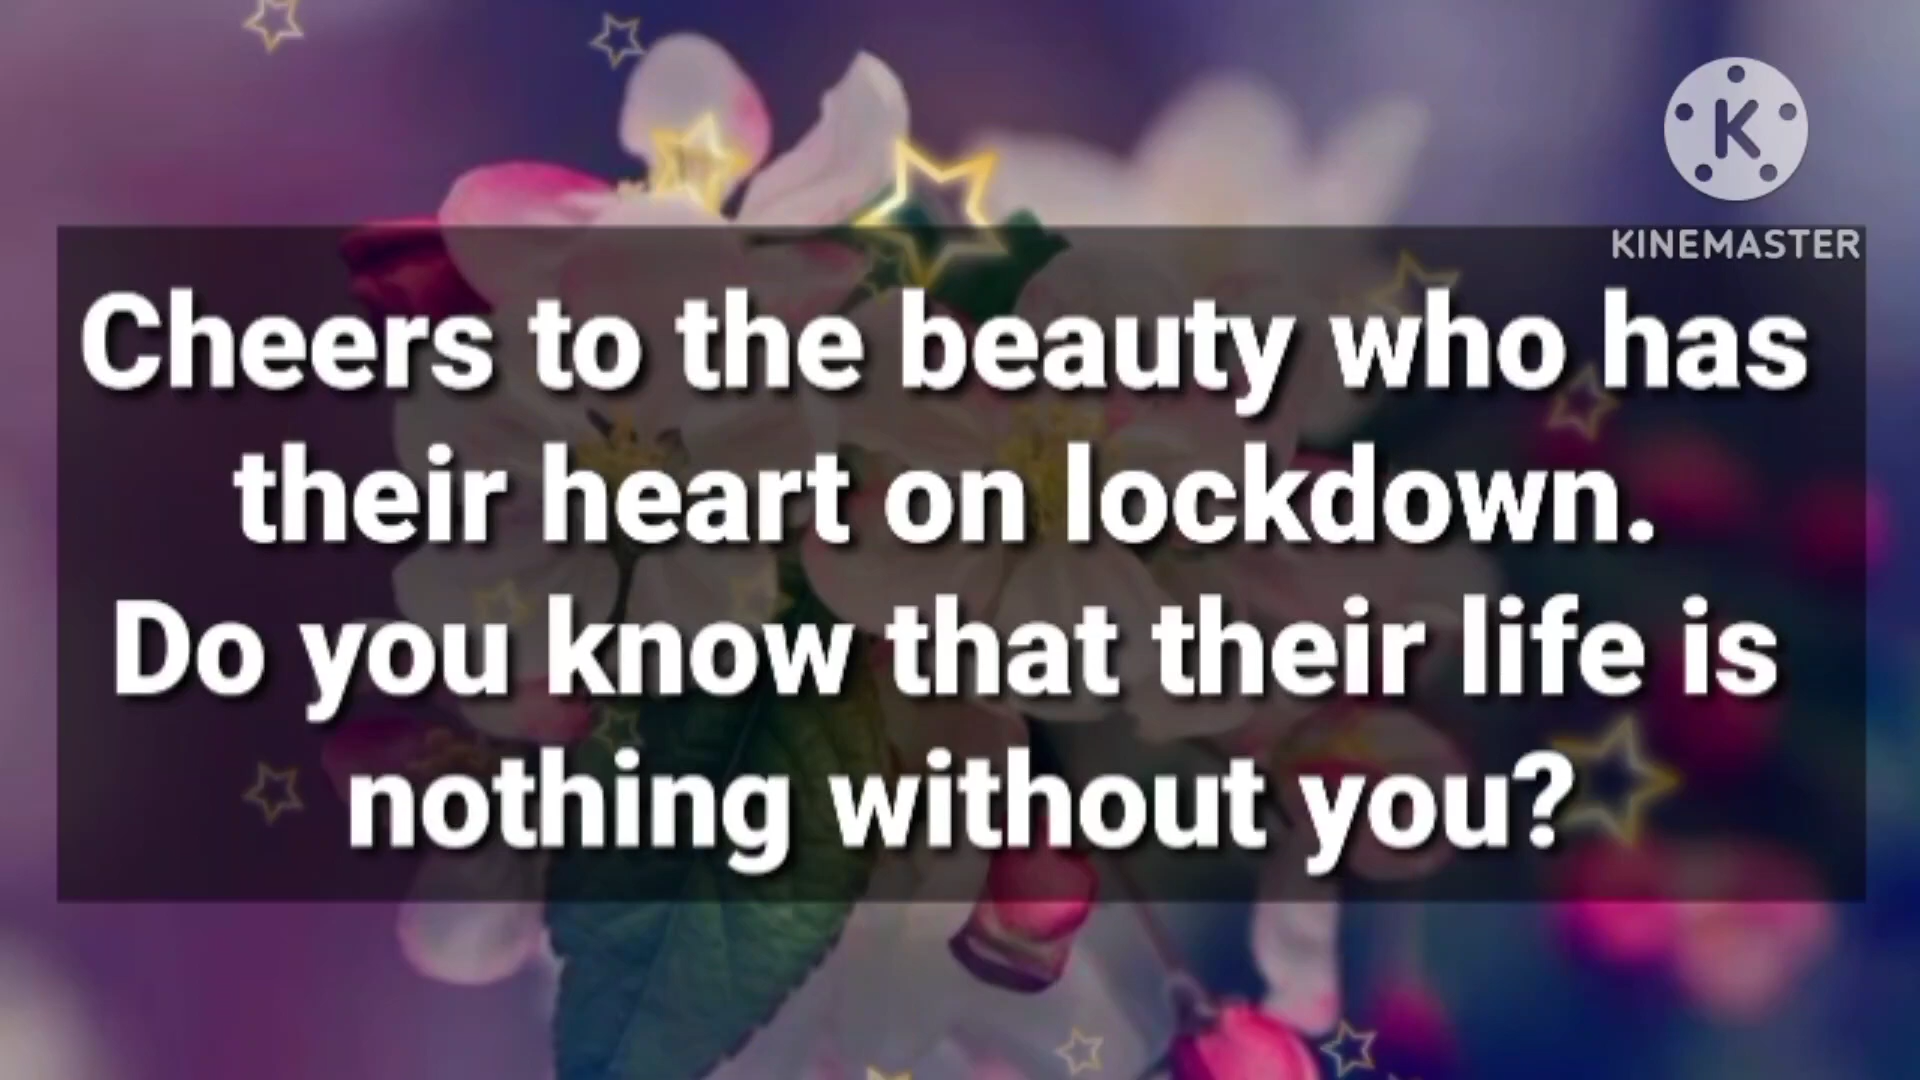 K
KINEMASTER
Cheers to the beauty who has
their heart on lockdown.
Do you know that their life is
nothing without you?